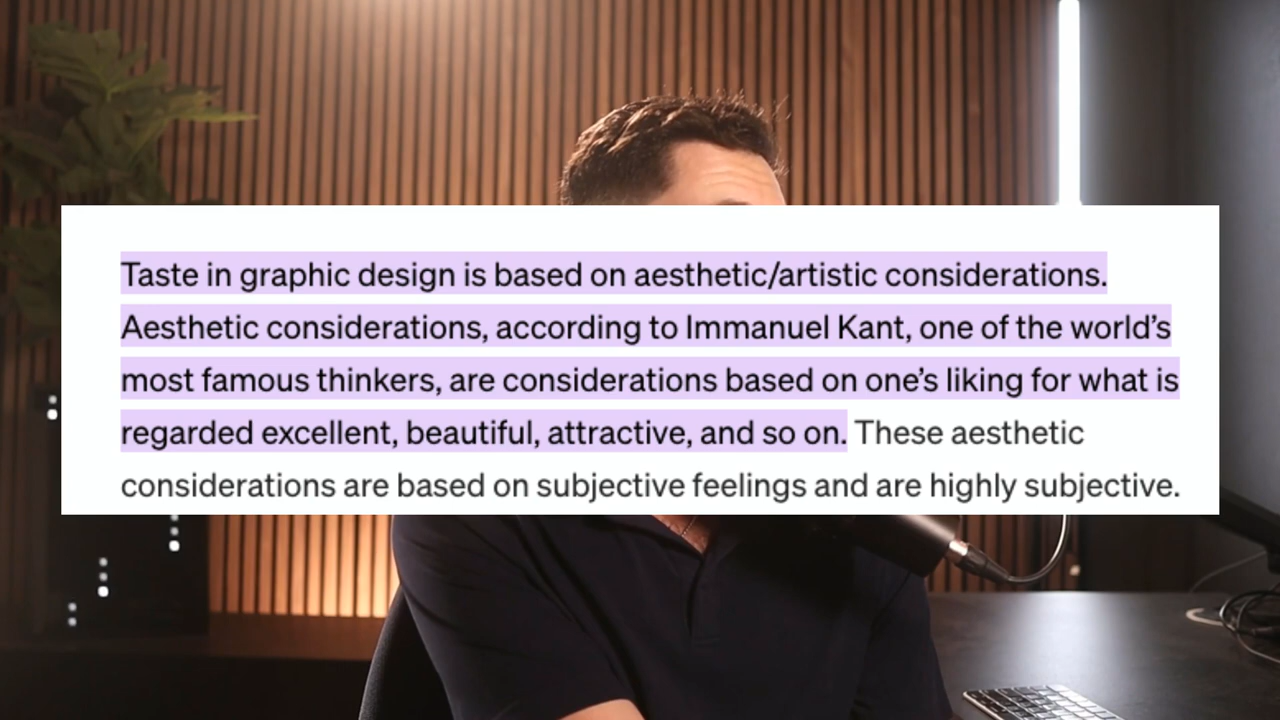 Taste in graphic design is based on aesthetic/artistic considerations.
Aesthetic considerations, according to Immanuel Kant, one of the world’s
most famous thinkers, are considerations based on one’s liking for what is
regarded excellent, beautiful, attractive, and so on. These aesthetic
considerations are based on subjective feelings and are highly subjective.